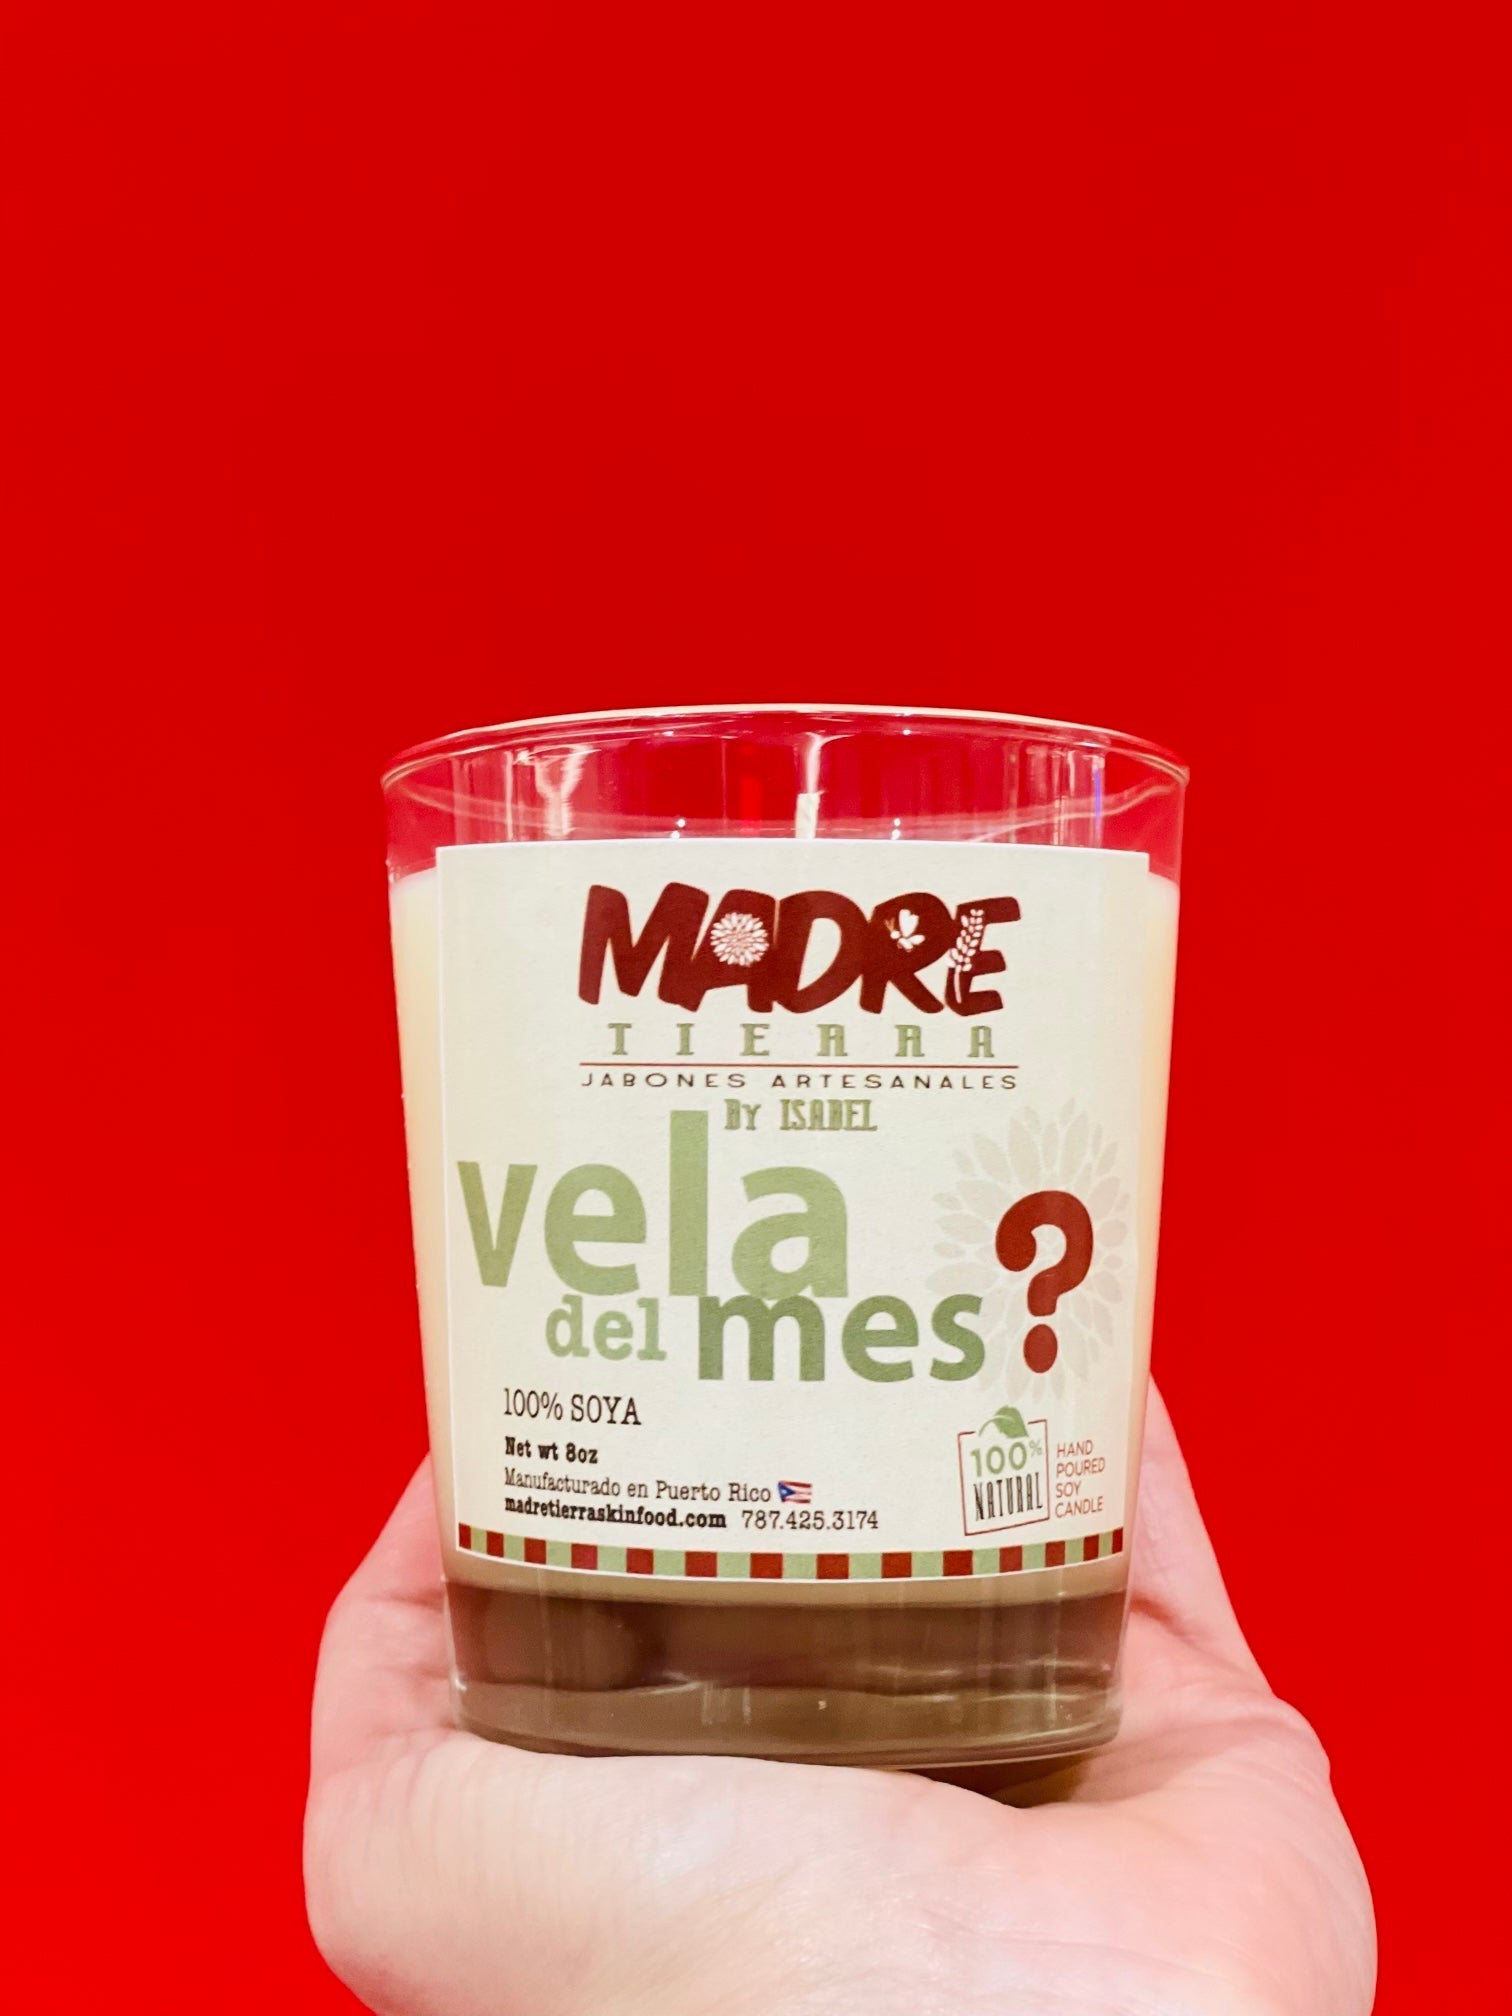 MADRE
TIERRA
JABONES ARTESANALES
By ISABEL
vela
del mes?
100% SOYA
Net wt 8oz
Manufacturado en Puerto Rico
madretierraskinfood.com 787.425.3174
100%
NATURAL
HAND
POURED
SOY
CANDLE